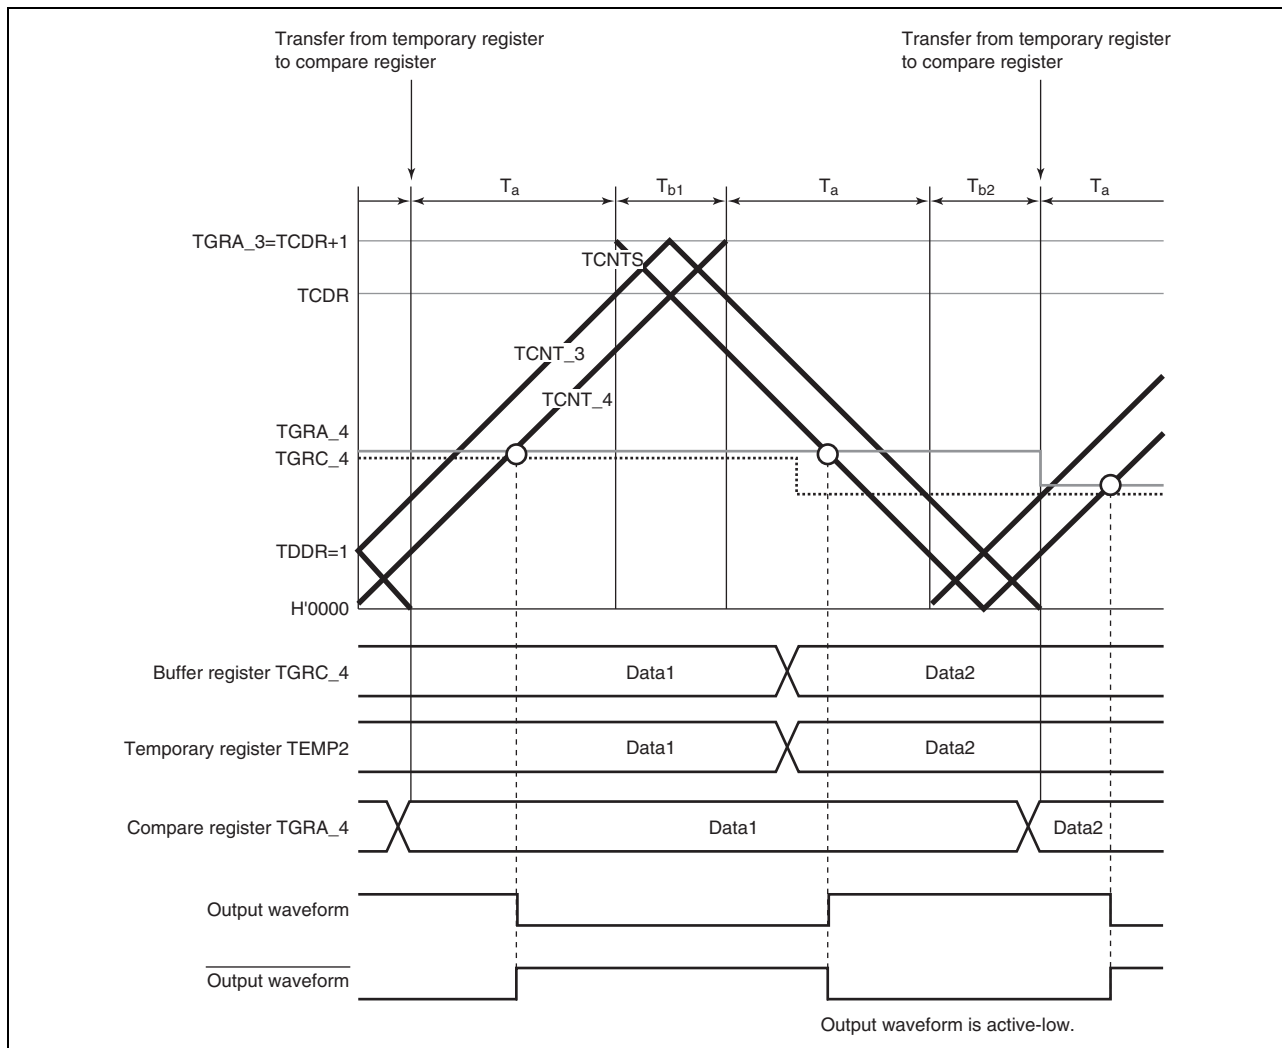 Transfer from temporary register
to compare register
Transfer from temporary register
to compare register
Ta
Tb1
Ta
Tb2
Ta
TGRA_3=TCDR+1
TCNTS
TCDR
TCNT_3
TCNT_4
TGRA_4
TGRC_4
TDDR=1
H'0000
Buffer register TGRC_4
Data1
Data2
Temporary register TEMP2
Data1
Data2
Compare register TGRA_4
Data1
Data2
Output waveform
Output waveform
Output waveform is active-low.